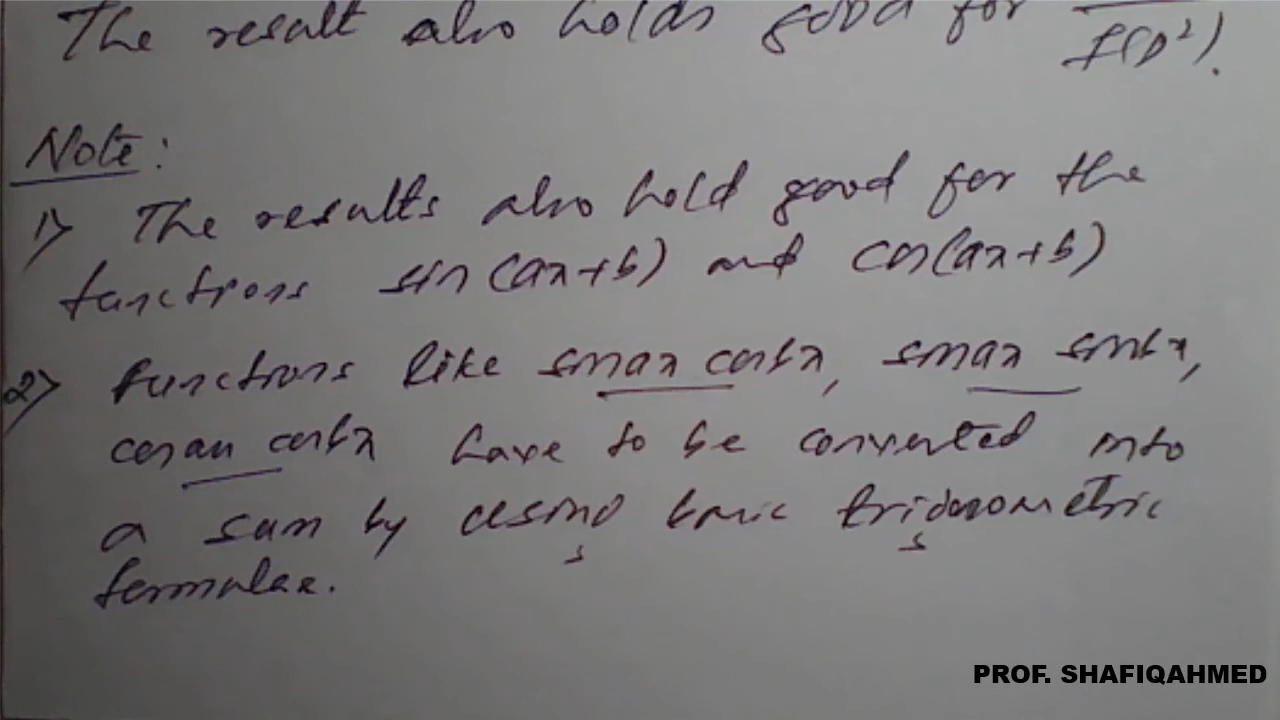 The result also holds good for
f(D²).
Note:
1) The results also hold good for the
functions sin(ax+b) and cos(ax+b)
2) Functions like sinax cosbx, sinax sinbx,
cosax cosbx have to be converted into
a sum by using basic trigonometric
formulae.
PROF. SHAFIQAHMED